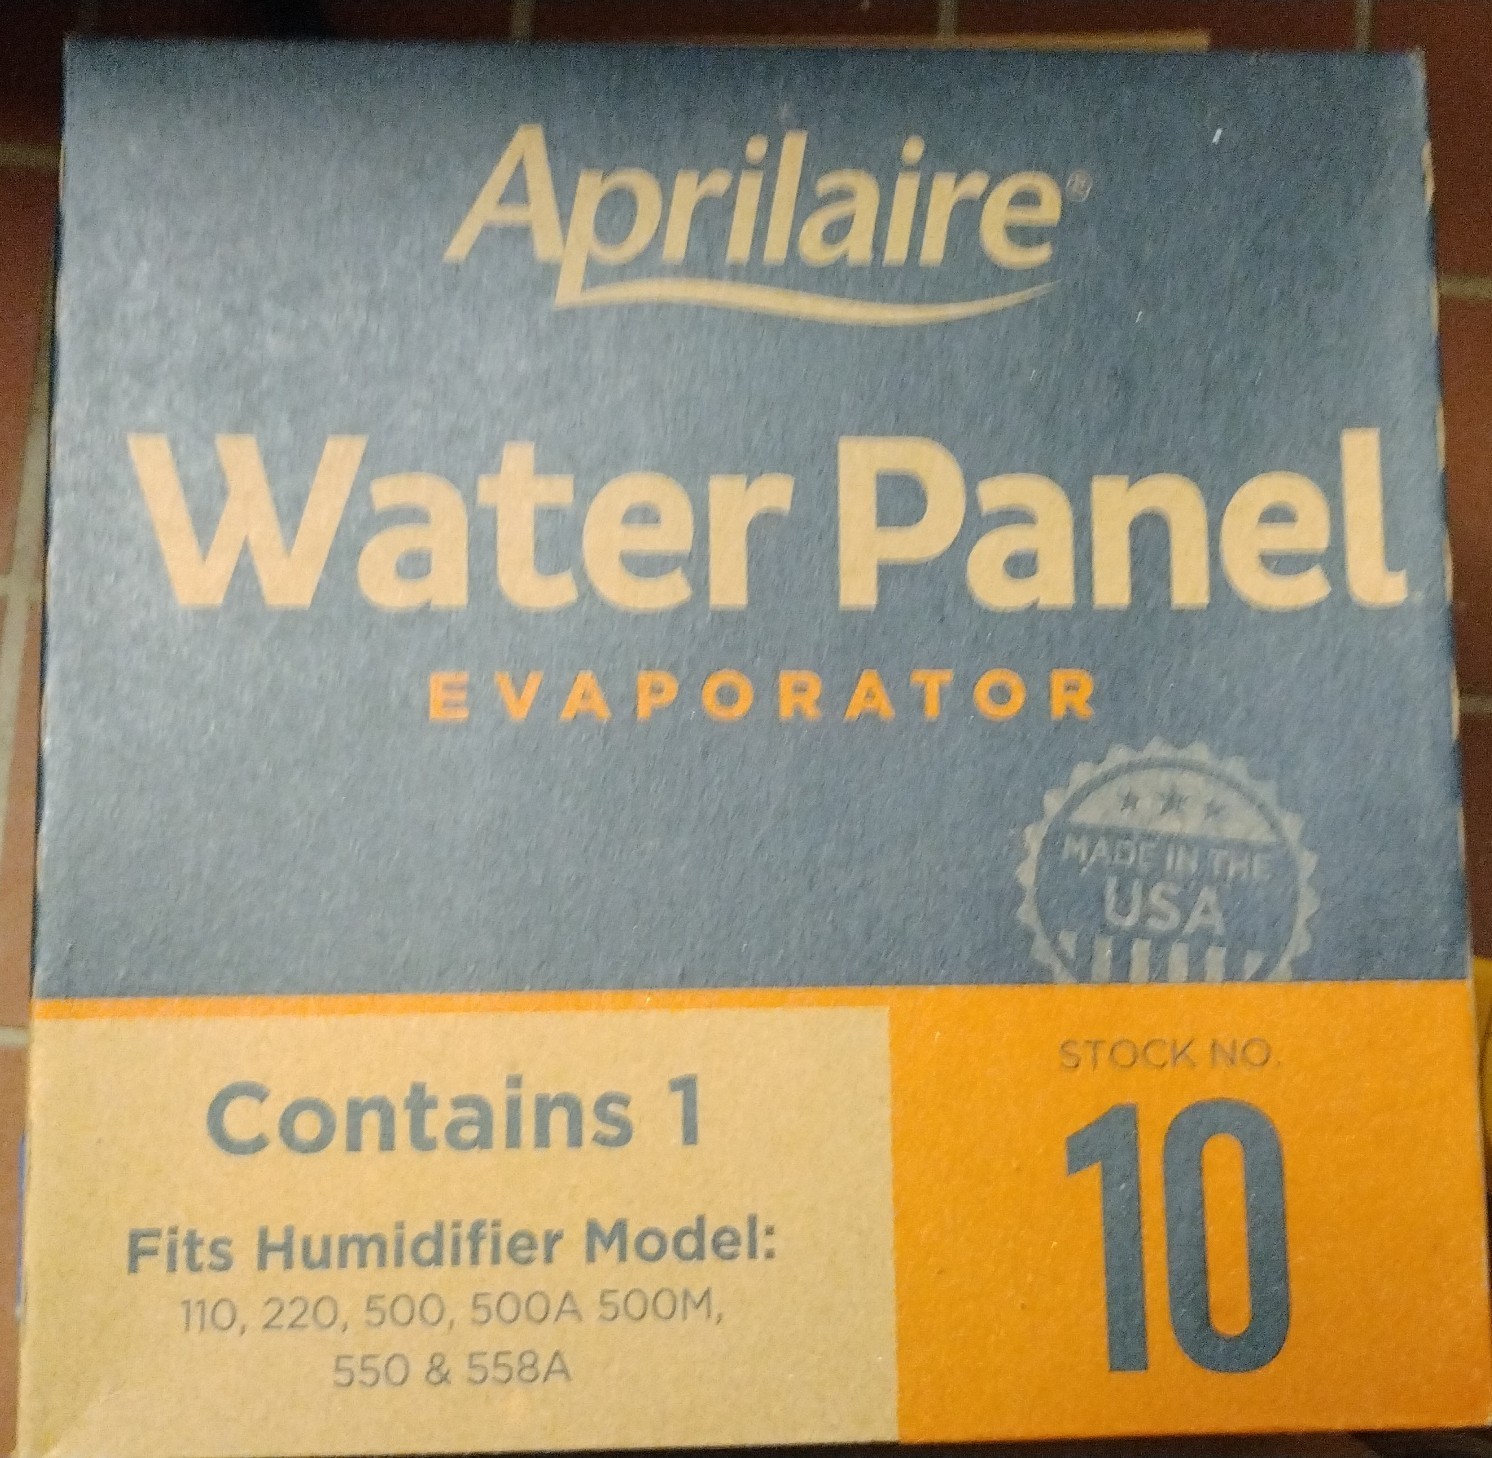 Aprilaire®
Water Panel
EVAPORATOR
MADE IN THE
USA
Contains 1
Fits Humidifier Model:
110, 220, 500, 500A 500M,
550 & 558A
STOCK NO.
10